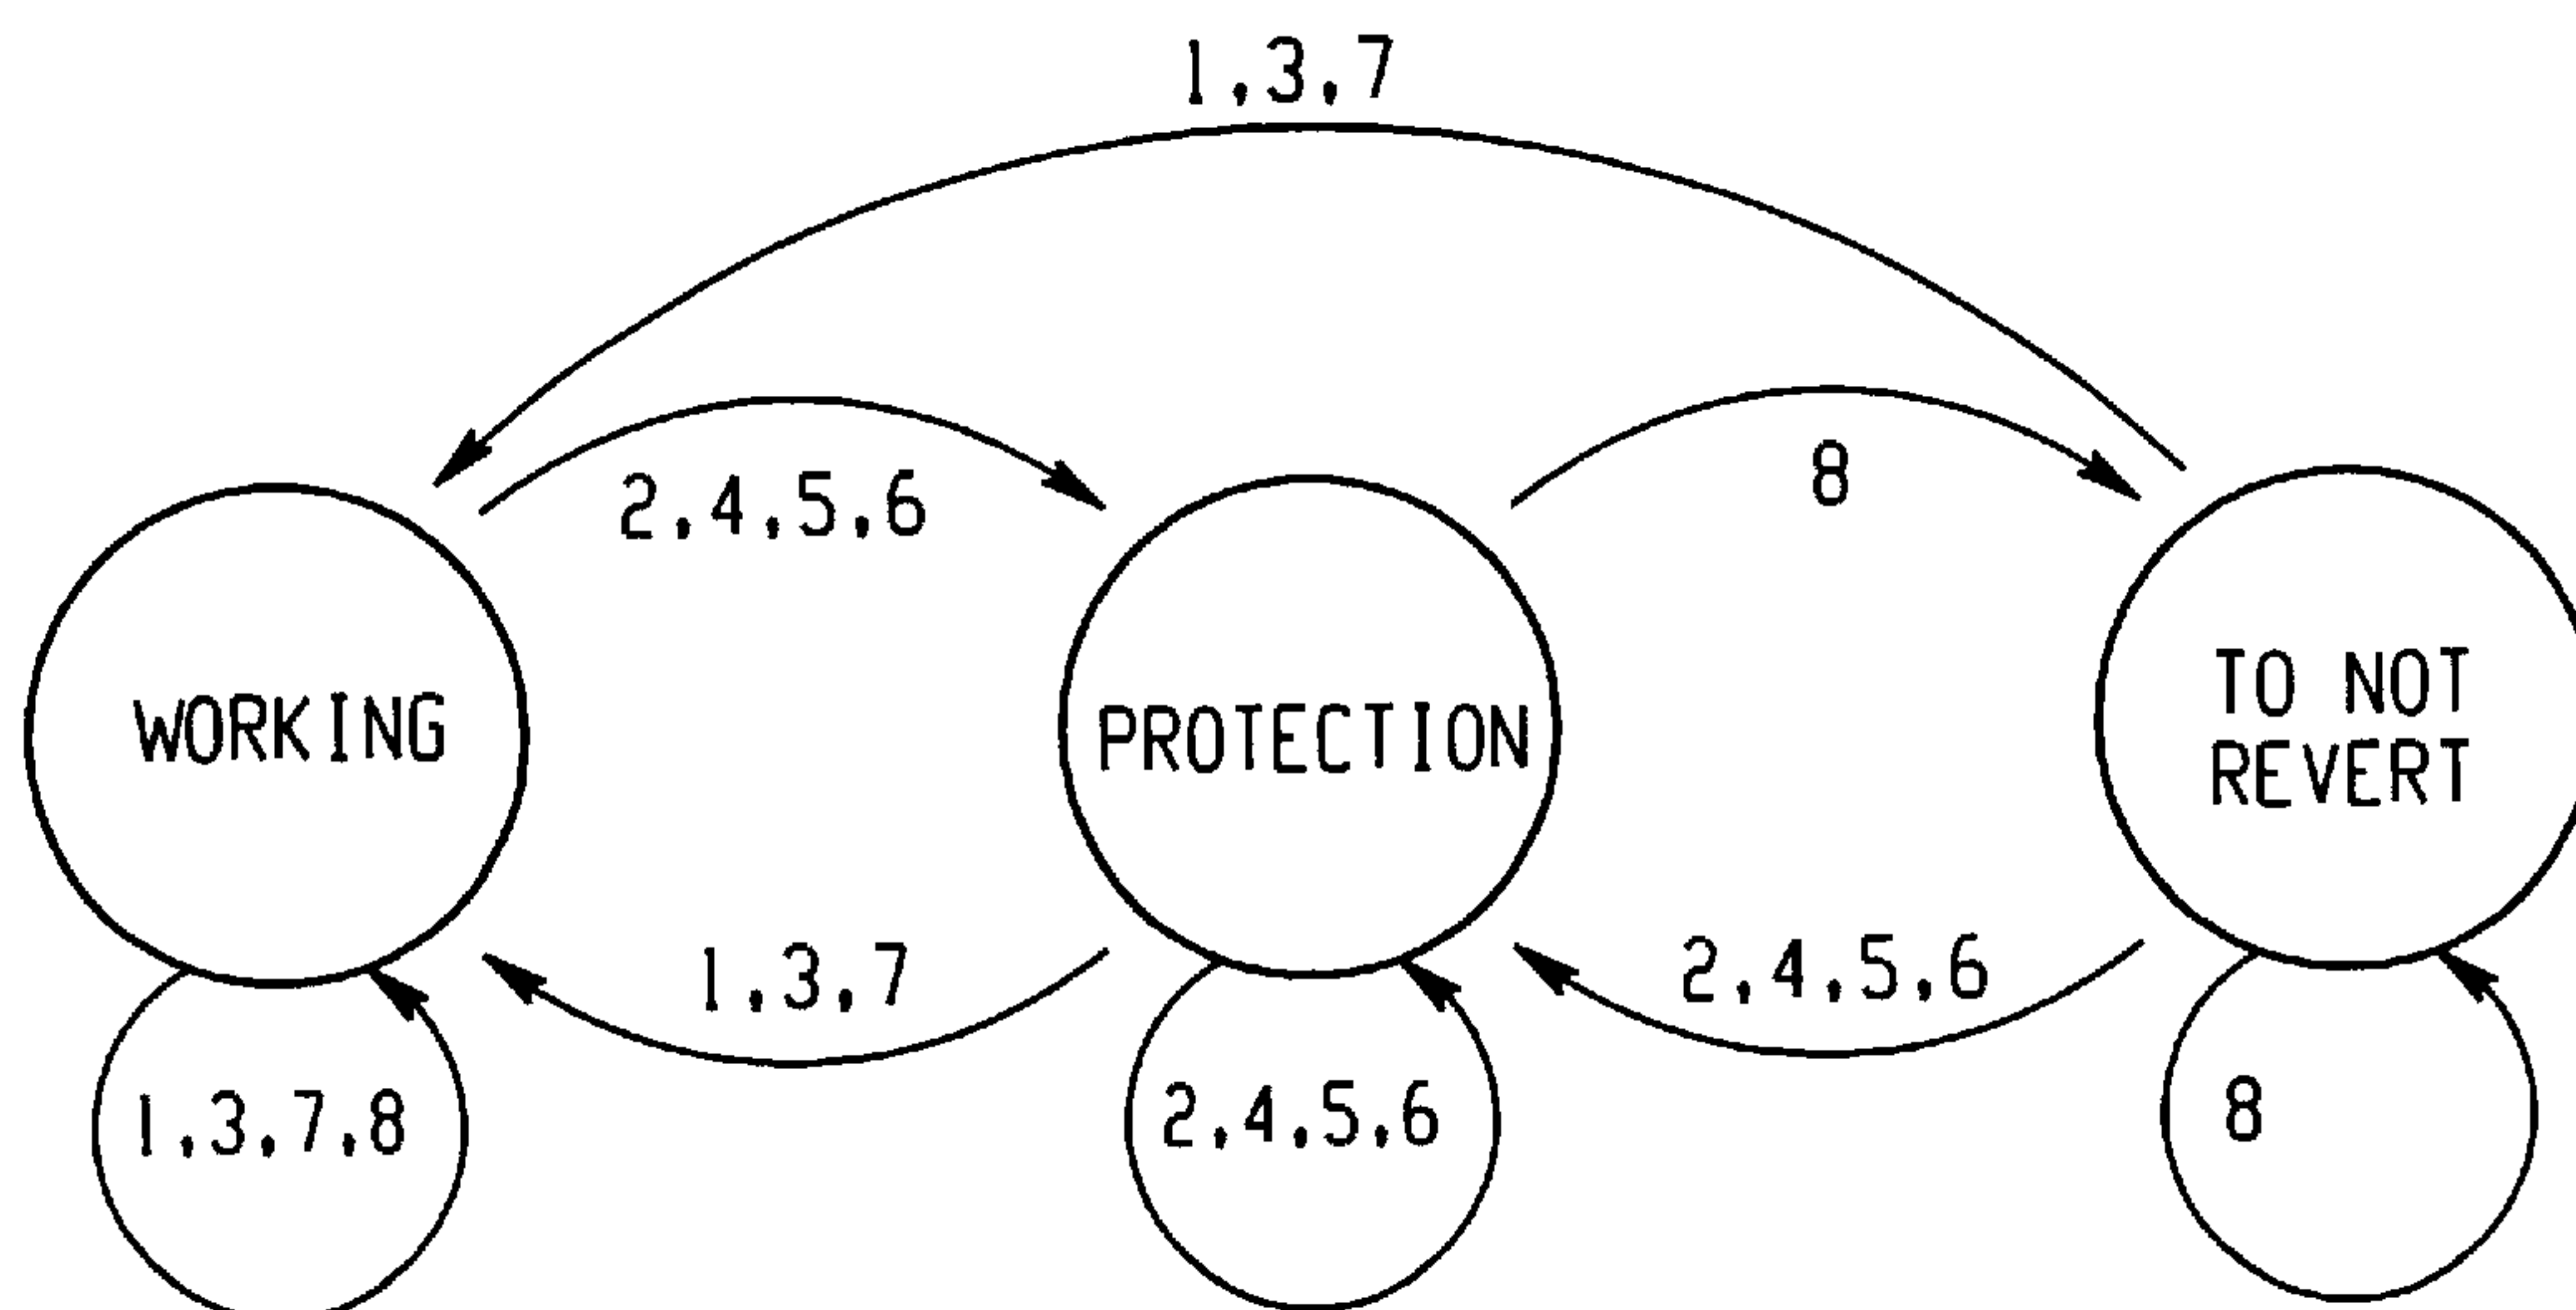 1,3,7
2,4,5,6
8
WORKING
PROTECTION
TO NOT
REVERT
1,3,7
2,4,5,6
1,3,7,8
2,4,5,6
8